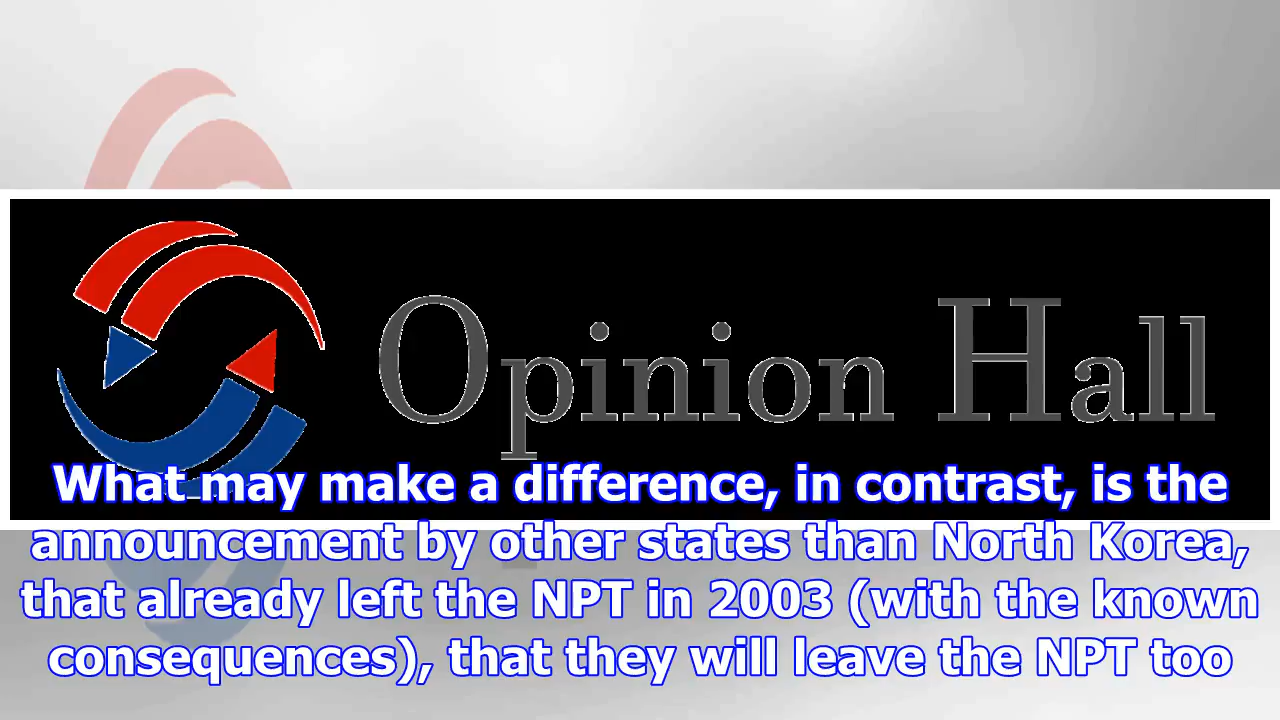 Opinion Hall
What may make a difference, in contrast, is the
announcement by other states than North Korea,
that already left the NPT in 2003 (with the known
consequences), that they will leave the NPT too